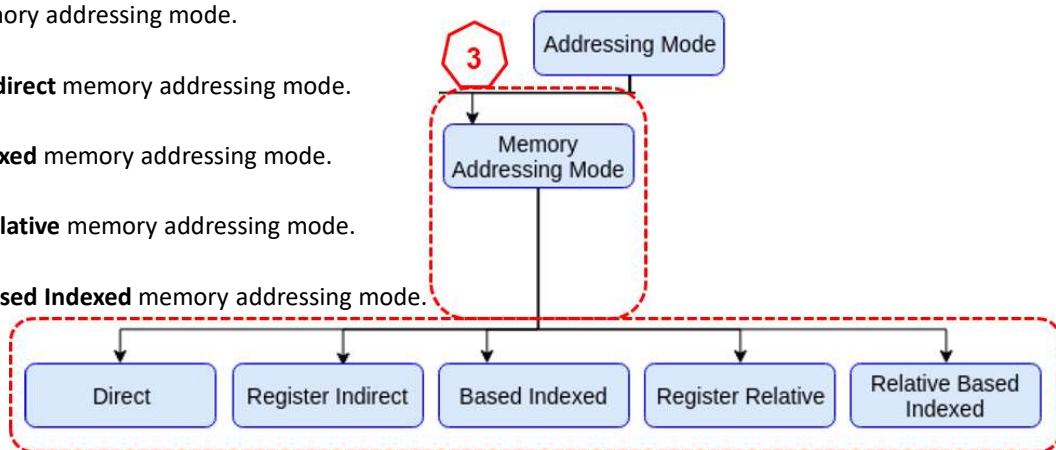 mory addressing mode.
direct memory addressing mode.
xed memory addressing mode.
lative memory addressing mode.
sed Indexed memory addressing mode.
Addressing Mode
3
Memory
Addressing Mode
Direct
Register Indirect
Based Indexed
Register Relative
Relative Based
Indexed